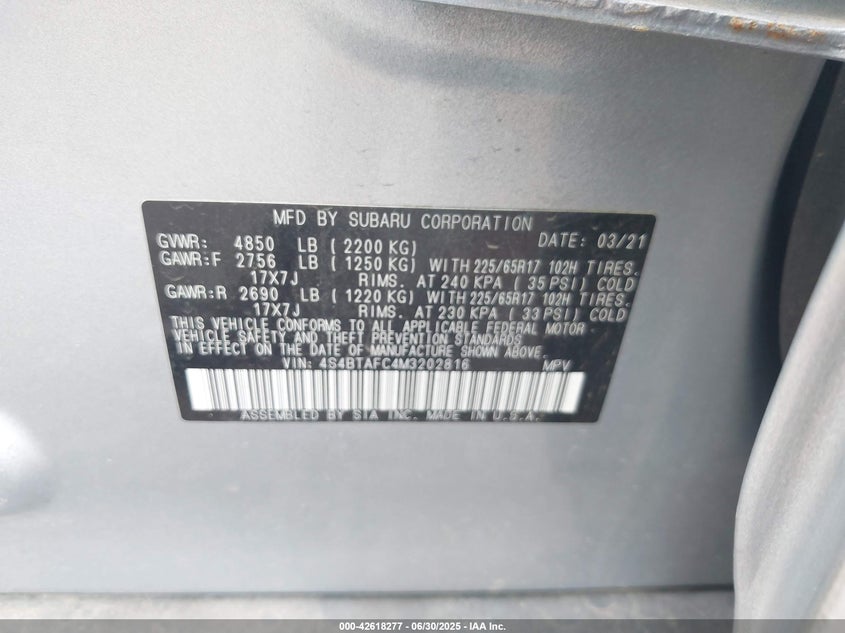 MFD BY SUBARU CORPORATION
GVWR: 4850 LB ( 2200 KG) DATE: 03/21
GAWR:F 2756 LB ( 1250 KG) WITH 225/65R17 102H TIRES.
17X7J RIMS. AT 240 KPA ( 35 PSI) COLD
GAWR:R 2690 LB ( 1220 KG) WITH 225/65R17 102H TIRES.
17X7J RIMS. AT 230 KPA ( 33 PSI) COLD
THIS VEHICLE CONFORMS TO ALL APPLICABLE FEDERAL MOTOR
VEHICLE SAFETY AND THEFT PREVENTION STANDARDS
IN EFFECT ON THE DATE OF MANUFACTURE SHOWN ABOVE.
VIN: 4S4BTAFC4M3202816 MPV
ASSEMBLED BY SIA INC. MADE IN U.S.A.
000-42618277 - 06/30/2025 - IAA Inc.